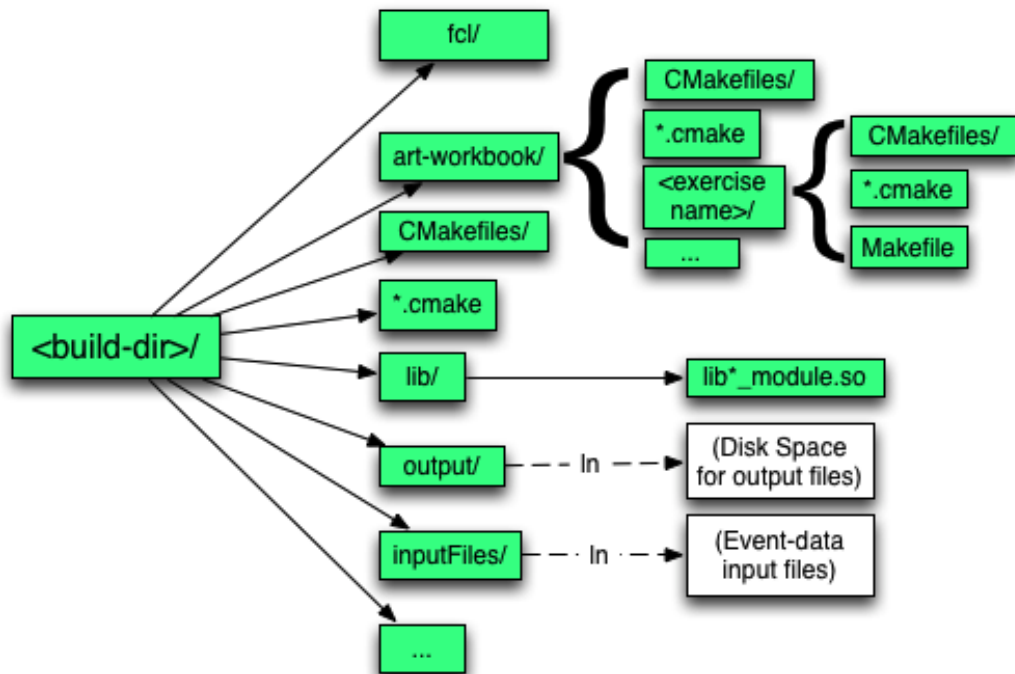 fcl/
art-workbook/
CMakefiles/
*.cmake
<exercise
name>/
...
CMakefiles/
*.cmake
Makefile
<build-dir>/
CMakefiles/
*.cmake
lib/
lib*_module.so
output/
ln
(Disk Space
for output files)
inputFiles/
ln
(Event-data
input files)
...